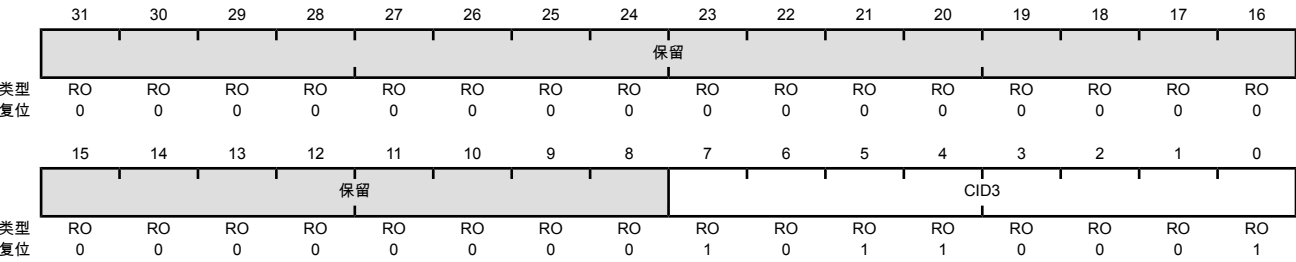 31 30 29 28 27 26 25 24 23 22 21 20 19 18 17 16
保留
类型 RO RO RO RO RO RO RO RO RO RO RO RO RO RO RO RO
复位 0 0 0 0 0 0 0 0 0 0 0 0 0 0 0 0
15 14 13 12 11 10 9 8 7 6 5 4 3 2 1 0
保留 CID3
类型 RO RO RO RO RO RO RO RO RO RO RO RO RO RO RO RO
复位 0 0 0 0 0 0 0 0 1 0 1 1 0 0 0 1